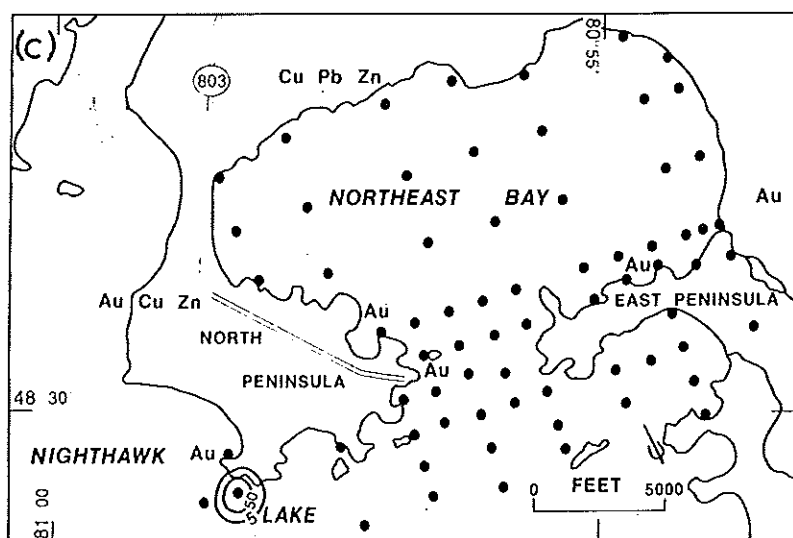 (c)
803
Cu Pb Zn
80° 55'
NORTHEAST BAY
Au
Au
Au Cu Zn
EAST PENINSULA
Au
NORTH
PENINSULA
Au
48 30
NIGHTHAWK
Au
FEET
0 5000
LAKE
81 00